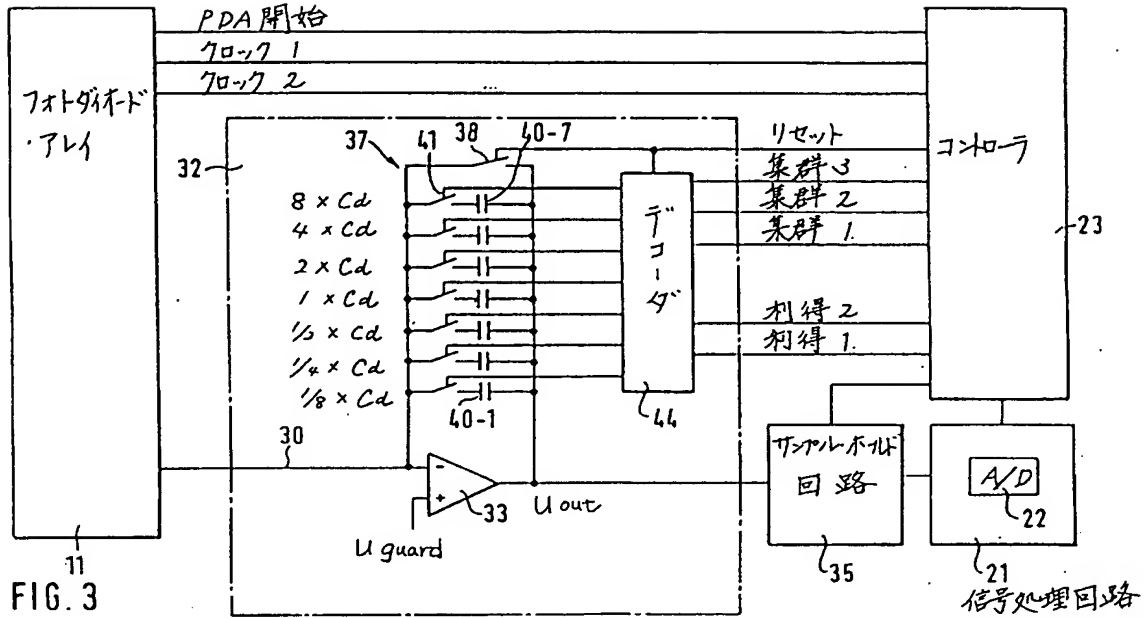 PDA 開始
クロック 1
クロック 2
...
フォトダイオード
・アレイ
コントローラ
32
37
38
40-7
41
リセット
集群 3
集群 2
集群 1.
23
8 × Cd
4 × Cd
2 × Cd
1 × Cd
1/2 × Cd
1/4 × Cd
1/8 × Cd
デコーダ
利得 2
利得 1.
40-1
44
30
サンプル・ホールド
回路
A/D
22
33
U out
U guard
11
35
21
FIG. 3
信号処理回路